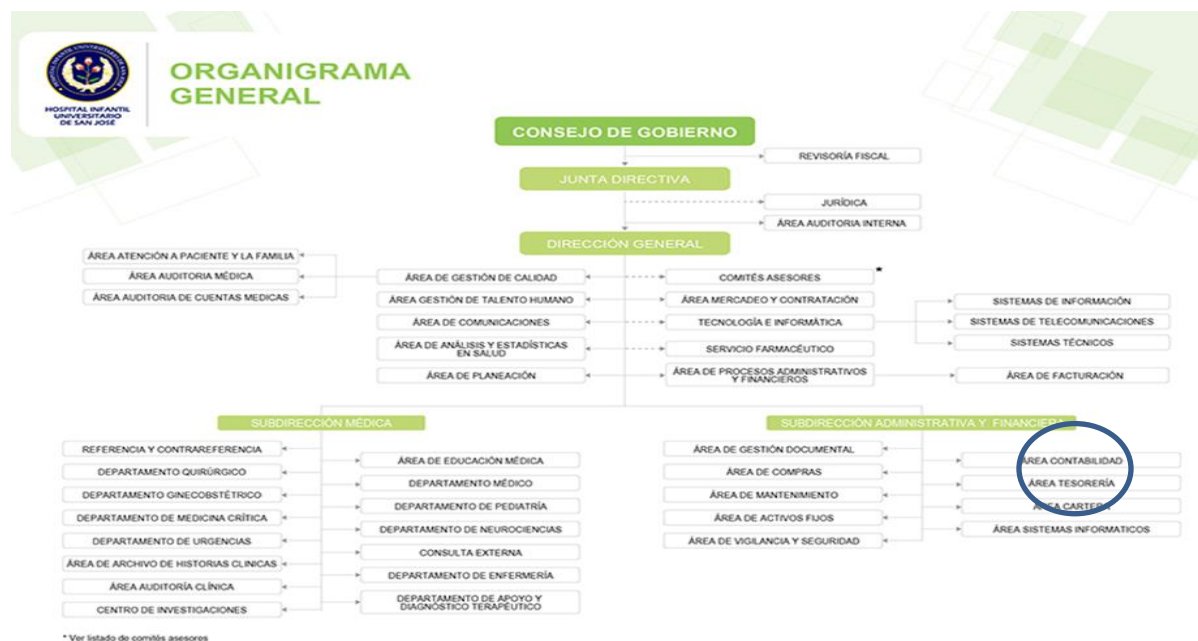 HOSPITAL INFANTIL
UNIVERSITARIO
DE SAN JOSÉ
ORGANIGRAMA
GENERAL
CONSEJO DE GOBIERNO
REVISORÍA FISCAL
JUNTA DIRECTIVA
JURÍDICA
ÁREA AUDITORIA INTERNA
DIRECCIÓN GENERAL
ÁREA ATENCIÓN A PACIENTE Y LA FAMILIA
ÁREA AUDITORIA MÉDICA
ÁREA AUDITORIA DE CUENTAS MEDICAS
ÁREA DE GESTIÓN DE CALIDAD
ÁREA GESTIÓN DE TALENTO HUMANO
ÁREA DE COMUNICACIONES
ÁREA DE ANÁLISIS Y ESTADÍSTICAS
EN SALUD
ÁREA DE PLANEACIÓN
COMITÉS ASESORES *
ÁREA MERCADEO Y CONTRATACIÓN
TECNOLOGÍA E INFORMÁTICA
SERVICIO FARMACÉUTICO
ÁREA DE PROCESOS ADMINISTRATIVOS
Y FINANCIEROS
SISTEMAS DE INFORMACIÓN
SISTEMAS DE TELECOMUNICACIONES
SISTEMAS TÉCNICOS
ÁREA DE FACTURACIÓN
SUBDIRECCIÓN MÉDICA
REFERENCIA Y CONTRAREFERENCIA
DEPARTAMENTO QUIRÚRGICO
DEPARTAMENTO GINECOBSTÉTRICO
DEPARTAMENTO DE MEDICINA CRÍTICA
DEPARTAMENTO DE URGENCIAS
ÁREA DE ARCHIVO DE HISTORIAS CLINICAS
ÁREA AUDITORÍA CLÍNICA
CENTRO DE INVESTIGACIONES
ÁREA DE EDUCACIÓN MÉDICA
DEPARTAMENTO MÉDICO
DEPARTAMENTO DE PEDIATRÍA
DEPARTAMENTO DE NEUROCIENCIAS
CONSULTA EXTERNA
DEPARTAMENTO DE ENFERMERÍA
DEPARTAMENTO DE APOYO Y
DIAGNÓSTICO TERAPÉUTICO
SUBDIRECCIÓN ADMINISTRATIVA Y FINANCIERA
ÁREA DE GESTIÓN DOCUMENTAL
ÁREA DE COMPRAS
ÁREA DE MANTENIMIENTO
ÁREA DE ACTIVOS FIJOS
ÁREA DE VIGILANCIA Y SEGURIDAD
ÁREA CONTABILIDAD
ÁREA TESORERÍA
ÁREA CARTERA
ÁREA SISTEMAS INFORMATICOS
* Ver listado de comités asesores